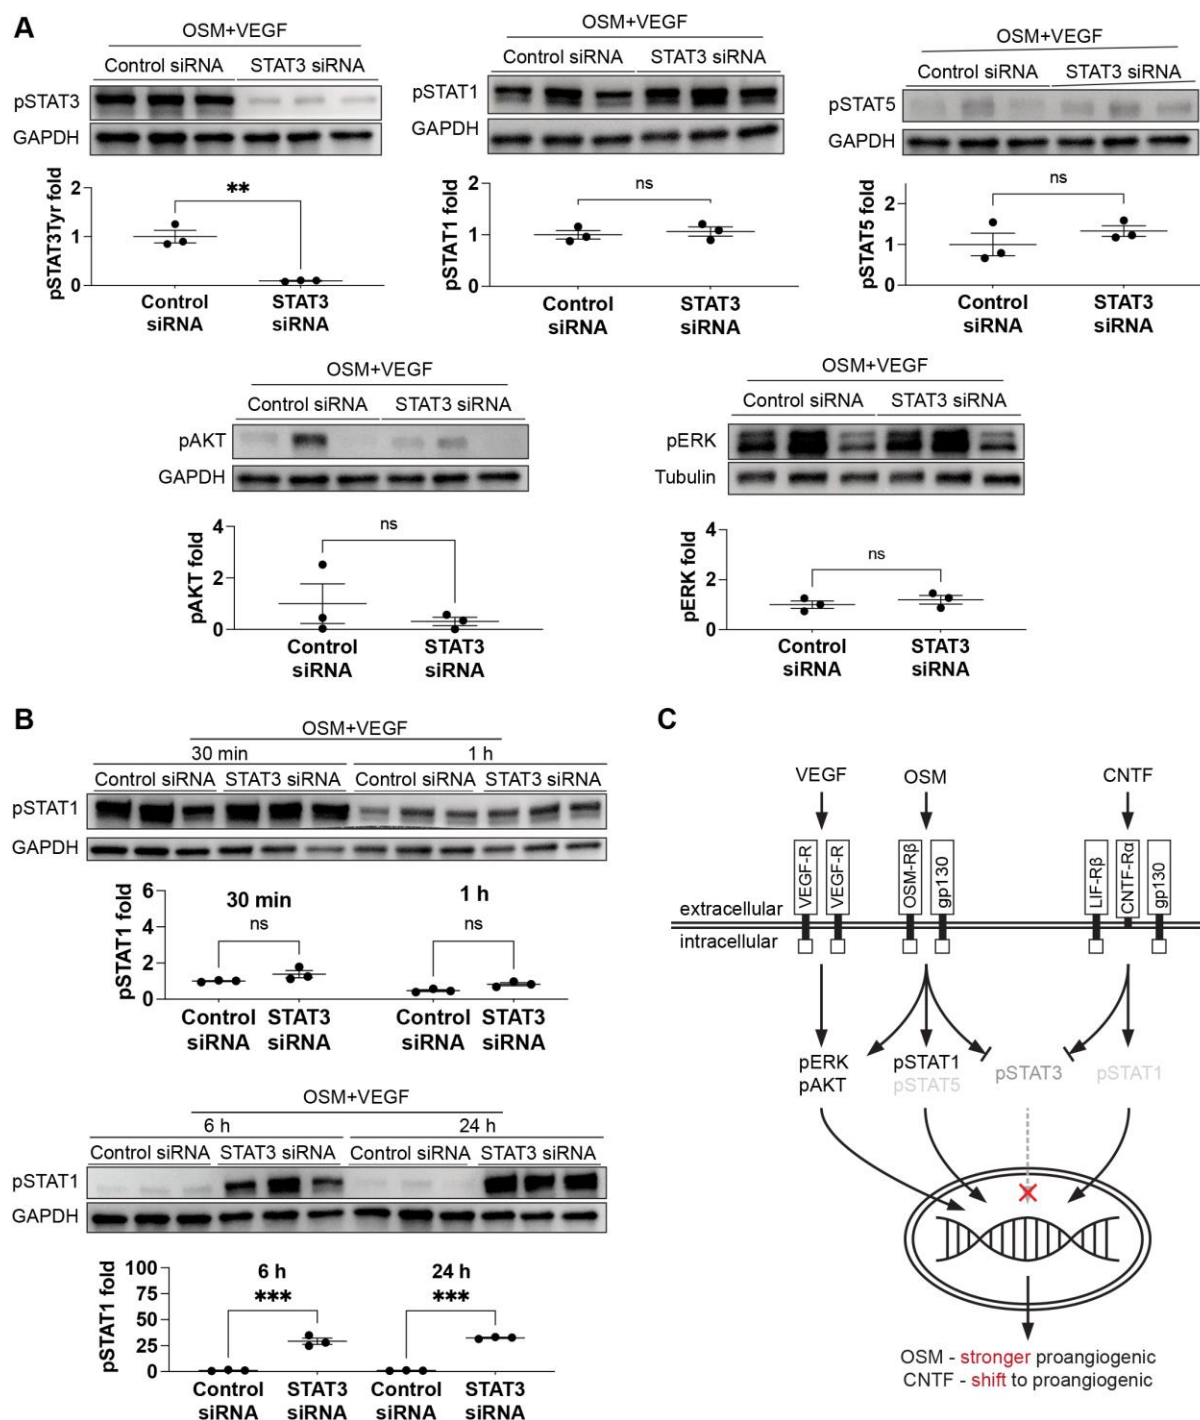 A
OSM+VEGF
Control siRNA STAT3 siRNA
pSTAT3
GAPDH
pSTAT3Tyr fold
2
1
0
**
Control siRNA
STAT3 siRNA
OSM+VEGF
Control siRNA STAT3 siRNA
pSTAT1
GAPDH
pSTAT1 fold
2
1
0
ns
Control siRNA
STAT3 siRNA
OSM+VEGF
Control siRNA STAT3 siRNA
pSTAT5
GAPDH
pSTAT5 fold
2
1
0
ns
Control siRNA
STAT3 siRNA
OSM+VEGF
Control siRNA STAT3 siRNA
pAKT
GAPDH
pAKT fold
4
2
0
ns
Control siRNA
STAT3 siRNA
OSM+VEGF
Control siRNA STAT3 siRNA
pERK
Tubulin
pERK fold
4
2
0
ns
Control siRNA
STAT3 siRNA
B
OSM+VEGF
30 min 1 h
Control siRNA STAT3 siRNA Control siRNA STAT3 siRNA
pSTAT1
GAPDH
pSTAT1 fold
6
4
2
0
30 min 1 h
ns ns
Control siRNA
STAT3 siRNA
Control siRNA
STAT3 siRNA
OSM+VEGF
6 h 24 h
Control siRNA STAT3 siRNA Control siRNA STAT3 siRNA
pSTAT1
GAPDH
pSTAT1 fold
100
75
50
25
0
6 h 24 h
*** ***
Control siRNA
STAT3 siRNA
Control siRNA
STAT3 siRNA
C
VEGF OSM CNTF
VEGF-R VEGF-R OSM-Rβ gp130 LIF-Rβ CNTF-Rα gp130
extracellular
intracellular
pERK pSTAT1
pAKT pSTAT5 pSTAT3 pSTAT1
OSM - stronger proangiogenic
CNTF - shift to proangiogenic